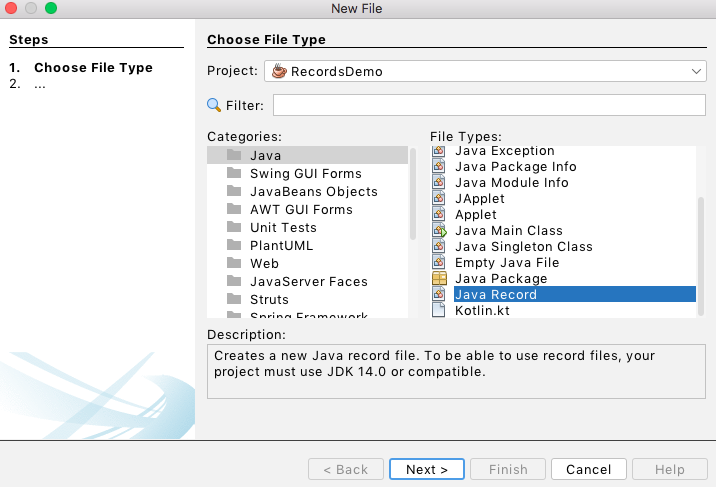 New File
Steps
1. Choose File Type
2. ...
Choose File Type
Project: RecordsDemo
Filter:
Categories:
Java
Swing GUI Forms
JavaBeans Objects
AWT GUI Forms
Unit Tests
PlantUML
Web
JavaServer Faces
Struts
Spring Framework
File Types:
Java Exception
Java Package Info
Java Module Info
JApplet
Applet
Java Main Class
Java Singleton Class
Empty Java File
Java Package
Java Record
Kotlin.kt
Description:
Creates a new Java record file. To be able to use record files, your
project must use JDK 14.0 or compatible.
< Back
Next >
Finish
Cancel
Help